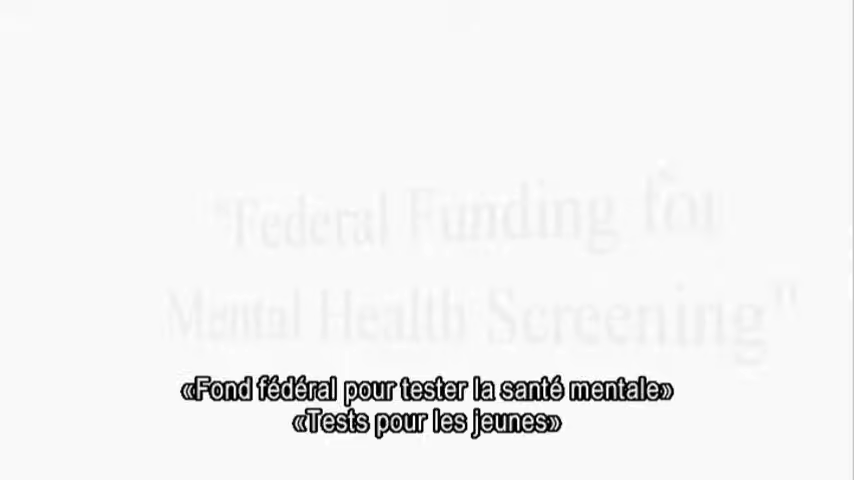 "Federal Funding for
Mental Health Screening"
«Fond fédéral pour tester la santé mentale»
«Tests pour les jeunes»